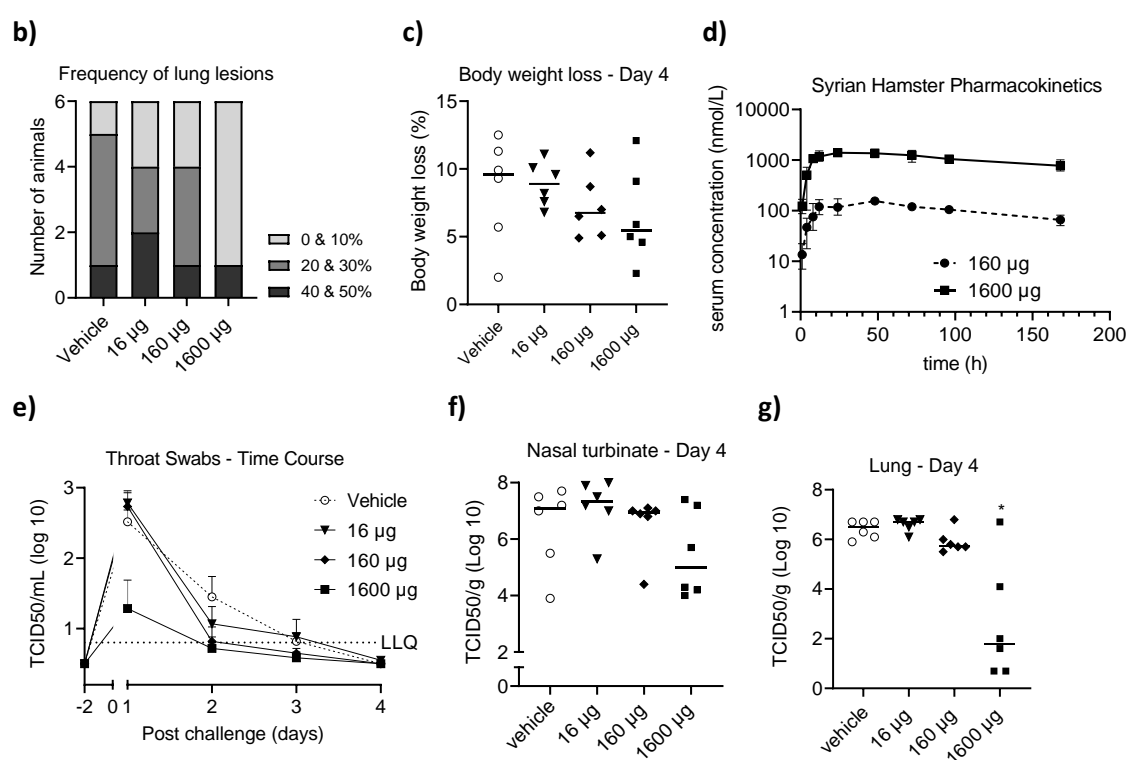 b)
Frequency of lung lesions
Number of animals
6
4
2
0
Vehicle
16 µg
160 µg
1600 µg
0 & 10%
20 & 30%
40 & 50%
c)
Body weight loss - Day 4
Body weight loss (%)
15
10
5
0
Vehicle
16 µg
160 µg
1600 µg
d)
Syrian Hamster Pharmacokinetics
serum concentration (nmol/L)
10000
1000
100
10
1
160 µg
1600 µg
0
50
100
150
200
time (h)
e)
Throat Swabs - Time Course
TCID50/mL (log 10)
3
2
1
Vehicle
16 µg
160 µg
1600 µg
LLQ
-2
0
1
2
3
4
Post challenge (days)
f)
Nasal turbinate - Day 4
TCID50/g (Log 10)
8
6
4
2
0
vehicle
16 µg
160 µg
1600 µg
g)
Lung - Day 4
TCID50/g (Log 10)
8
6
4
2
0
*
vehicle
16 µg
160 µg
1600 µg